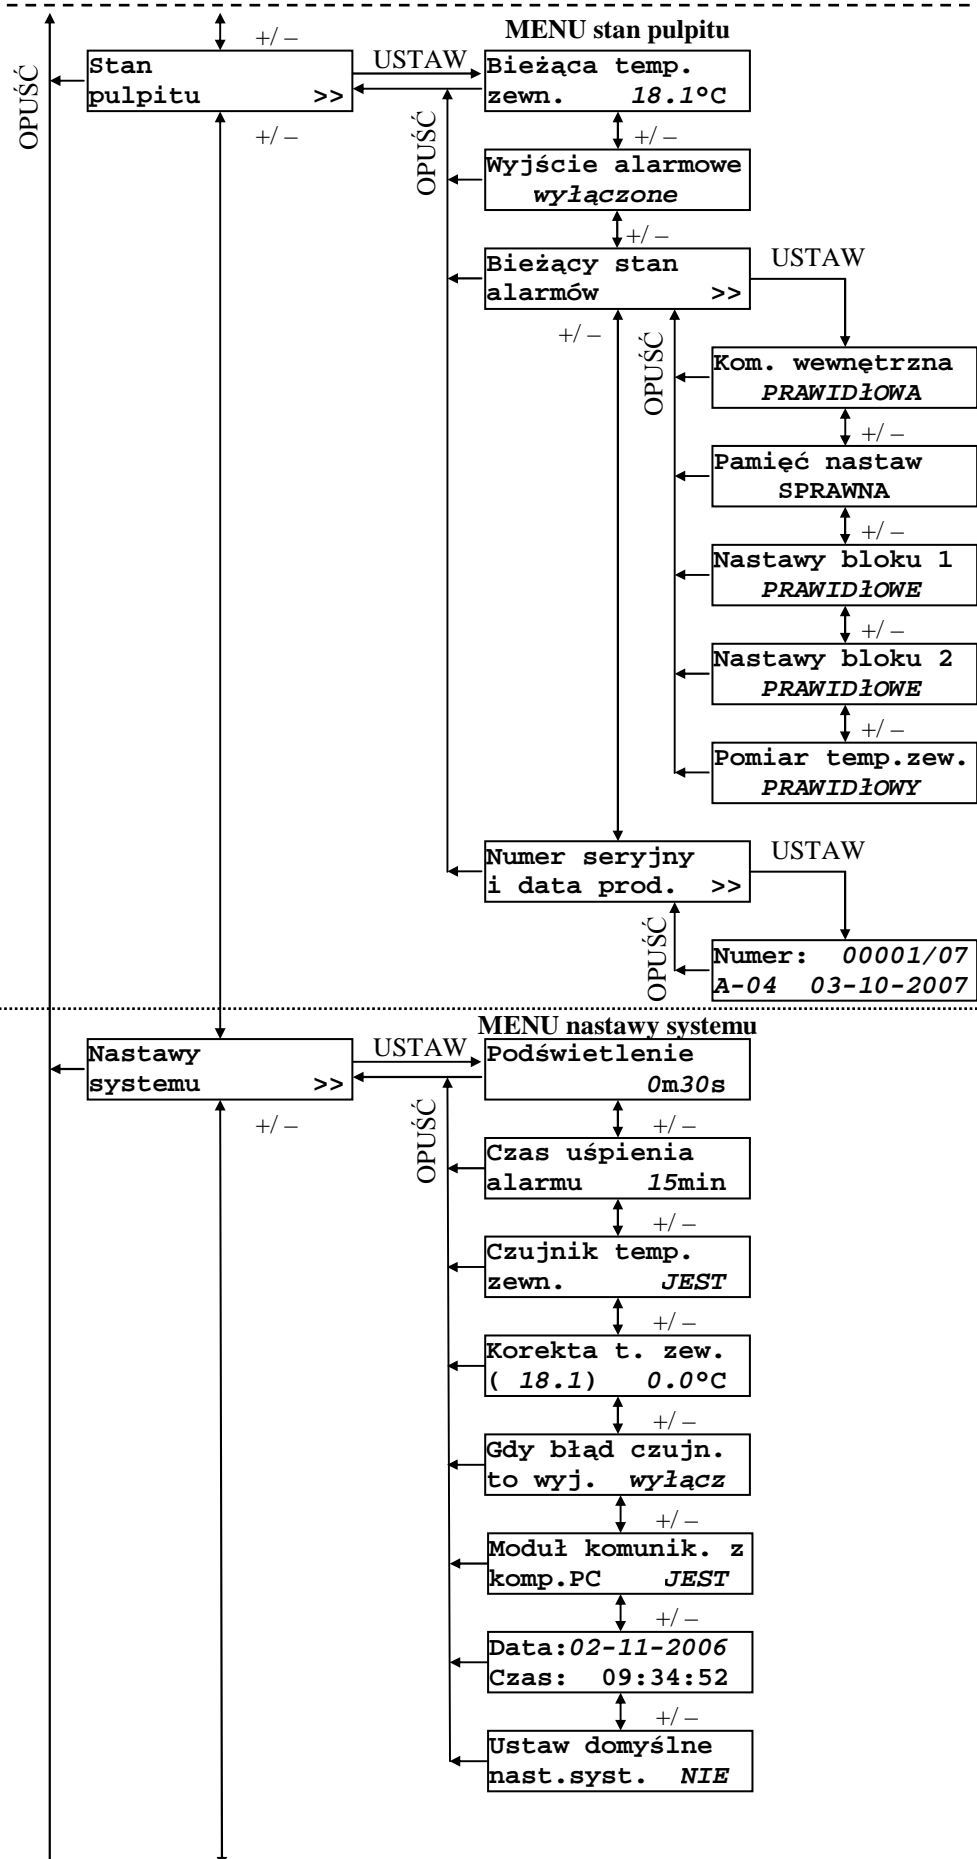 MENU stan pulpitu
+/−
OPUŚĆ
Stan
pulpitu >>
USTAW
Bieżąca temp.
zewn. 18.1°C
+/−
OPUŚĆ
+/−
Wyjście alarmowe
wyłączone
+/−
Bieżący stan
alarmów >>
USTAW
+/−
OPUŚĆ
Kom. wewnętrzna
PRAWIDŁOWA
+/−
Pamięć nastaw
SPRAWNA
+/−
Nastawy bloku 1
PRAWIDŁOWE
+/−
Nastawy bloku 2
PRAWIDŁOWE
+/−
Pomiar temp.zew.
PRAWIDŁOWY
Numer seryjny
i data prod. >>
USTAW
OPUŚĆ
Numer: 00001/07
A-04 03-10-2007
MENU nastawy systemu
Nastawy
systemu >>
USTAW
Podświetlenie
0m30s
+/−
OPUŚĆ
+/−
Czas uśpienia
alarmu 15min
+/−
Czujnik temp.
zewn. JEST
+/−
Korekta t. zew.
( 18.1) 0.0°C
+/−
Gdy błąd czujn.
to wyj. wyłącz
+/−
Moduł komunik. z
komp.PC JEST
+/−
Data:02-11-2006
Czas: 09:34:52
+/−
Ustaw domyślne
nast.syst. NIE